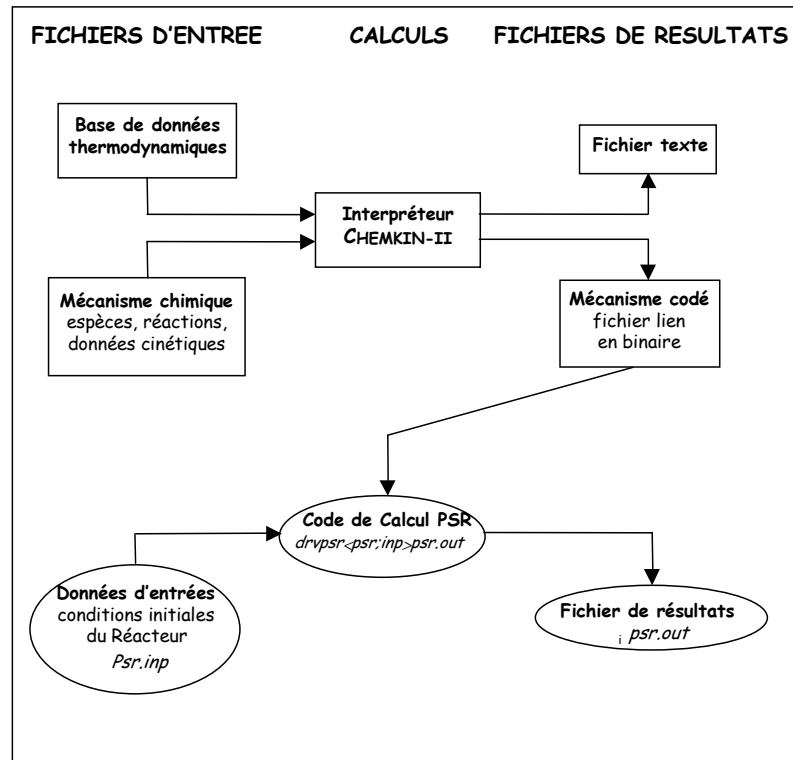 FICHIERS D'ENTREE CALCULS FICHIERS DE RESULTATS
Base de données
thermodynamiques
Fichier texte
Interpréteur
CHEMKIN-II
Mécanisme chimique
espèces, réactions,
données cinétiques
Mécanisme codé
fichier lien
en binaire
Code de Calcul PSR
drvpsr<psr;inp>psr.out
Données d'entrées
conditions initiales
du Réacteur
Psr.inp
Fichier de résultats
i psr.out